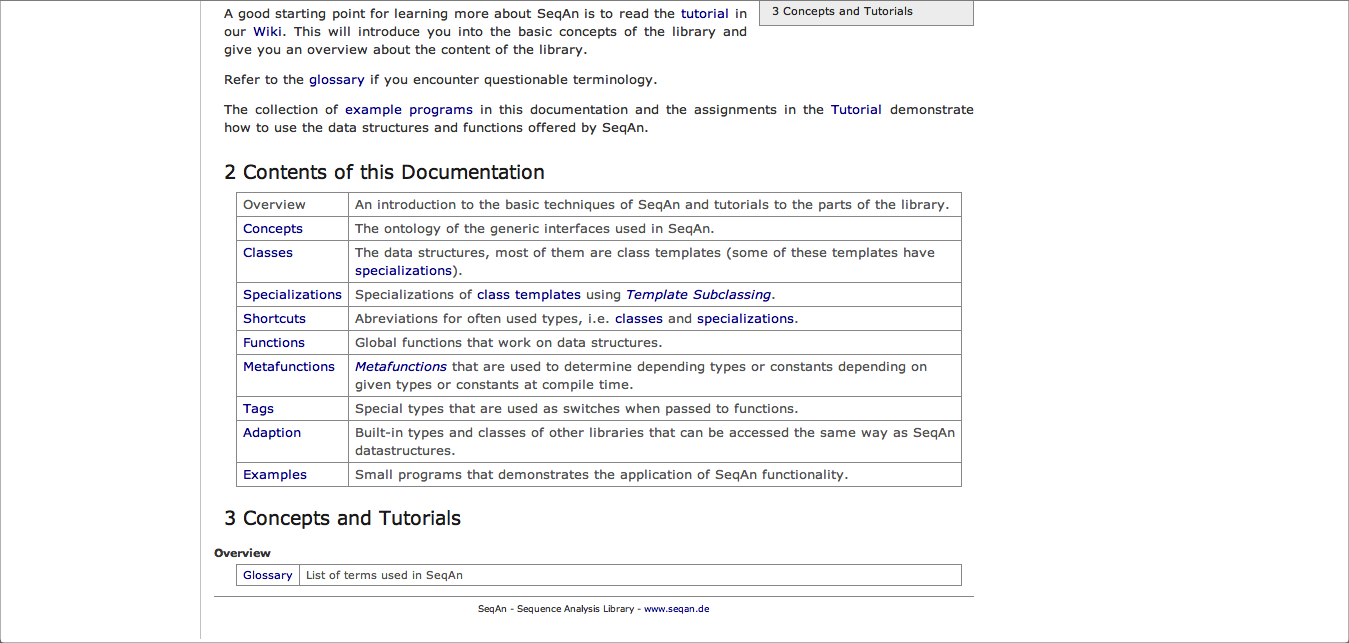 A good starting point for learning more about SeqAn is to read the tutorial in
our Wiki. This will introduce you into the basic concepts of the library and
give you an overview about the content of the library.
3 Concepts and Tutorials
Refer to the glossary if you encounter questionable terminology.
The collection of example programs in this documentation and the assignments in the Tutorial demonstrate
how to use the data structures and functions offered by SeqAn.
2 Contents of this Documentation
Overview An introduction to the basic techniques of SeqAn and tutorials to the parts of the library.
Concepts The ontology of the generic interfaces used in SeqAn.
Classes The data structures, most of them are class templates (some of these templates have
specializations).
Specializations Specializations of class templates using Template Subclassing.
Shortcuts Abreviations for often used types, i.e. classes and specializations.
Functions Global functions that work on data structures.
Metafunctions Metafunctions that are used to determine depending types or constants depending on
given types or constants at compile time.
Tags Special types that are used as switches when passed to functions.
Adaption Built-in types and classes of other libraries that can be accessed the same way as SeqAn
datastructures.
Examples Small programs that demonstrates the application of SeqAn functionality.
3 Concepts and Tutorials
Overview
Glossary List of terms used in SeqAn
SeqAn - Sequence Analysis Library - www.seqan.de